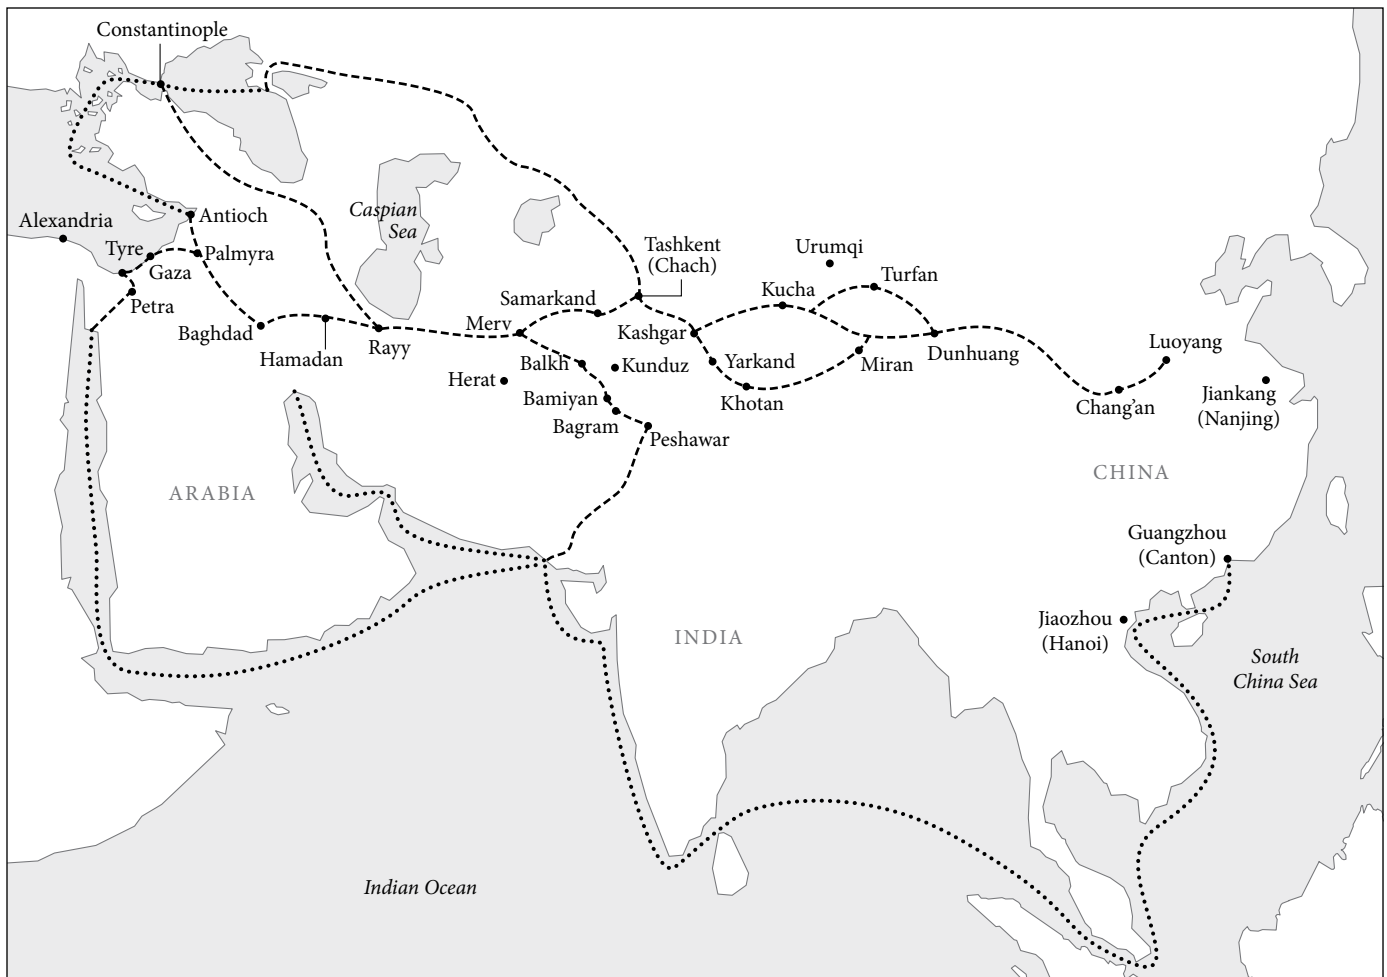 Constantinople
Caspian
Sea
Alexandria
Antioch
Tyre
Palmyra
Gaza
Petra
Baghdad
Hamadan
Rayy
Merv
Samarkand
Tashkent
(Chach)
Urumqi
Turfan
Kucha
Kashgar
Balkh
Kunduz
Yarkand
Miran
Dunhuang
Luoyang
Herat
Bamiyan
Khotan
Chang'an
Jiankang
(Nanjing)
Bagram
Peshawar
ARABIA
CHINA
Guangzhou
(Canton)
INDIA
Jiaozhou
(Hanoi)
South
China Sea
Indian Ocean